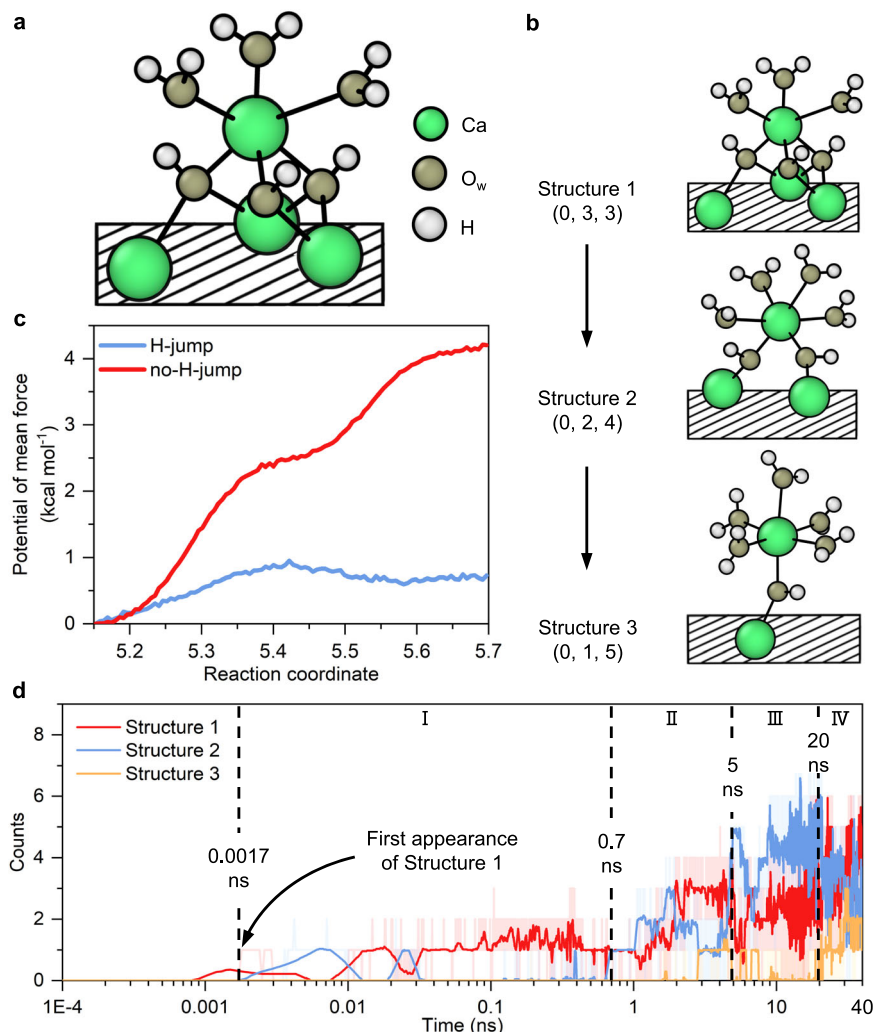 a
Ca
O_w
H
b
Structure 1
(0, 3, 3)
Structure 2
(0, 2, 4)
Structure 3
(0, 1, 5)
c
H-jump
no-H-jump
Potential of mean force
(kcal mol⁻¹)
4
3
2
1
0
5.2
5.3
5.4
5.5
5.6
5.7
Reaction coordinate
d
Structure 1
Structure 2
Structure 3
I
II
III
IV
0.0017
ns
First appearance
of Structure 1
0.7
ns
5
ns
20
ns
Counts
8
6
4
2
0
1E-4
0.001
0.01
0.1
1
10
40
Time (ns)